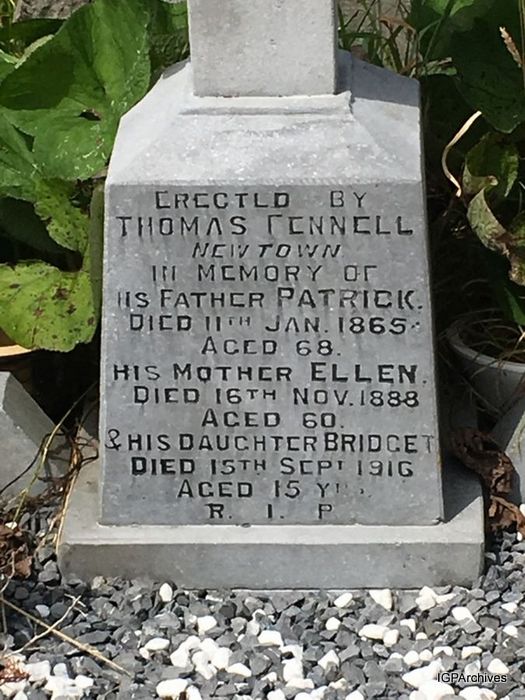 ERECTED BY
THOMAS FENNELL
NEWTOWN
IN MEMORY OF
HIS FATHER PATRICK.
DIED 11TH JAN. 1865.
AGED 68.
HIS MOTHER ELLEN.
DIED 16TH NOV. 1888
AGED 60.
& HIS DAUGHTER BRIDGET
DIED 15TH SEPT 1916
AGED 15 YRS.
R. I. P
IGPArchives